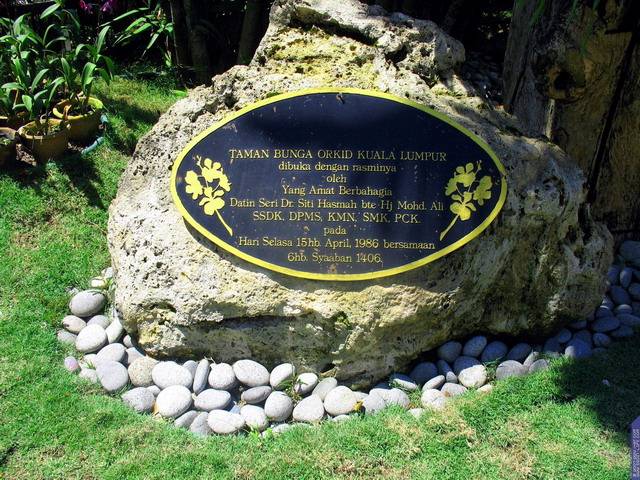 TAMAN BUNGA ORKID KUALA LUMPUR
dibuka dengan rasminya
oleh
Yang Amat Berbahagia
Datin Seri Dr. Siti Hasmah bte Hj Mohd. Ali
SSDK, DPMS, KMN, SMK, PCK.
pada
Hari Selasa 15hb. April, 1986 bersamaan
6hb. Syaaban 1406.